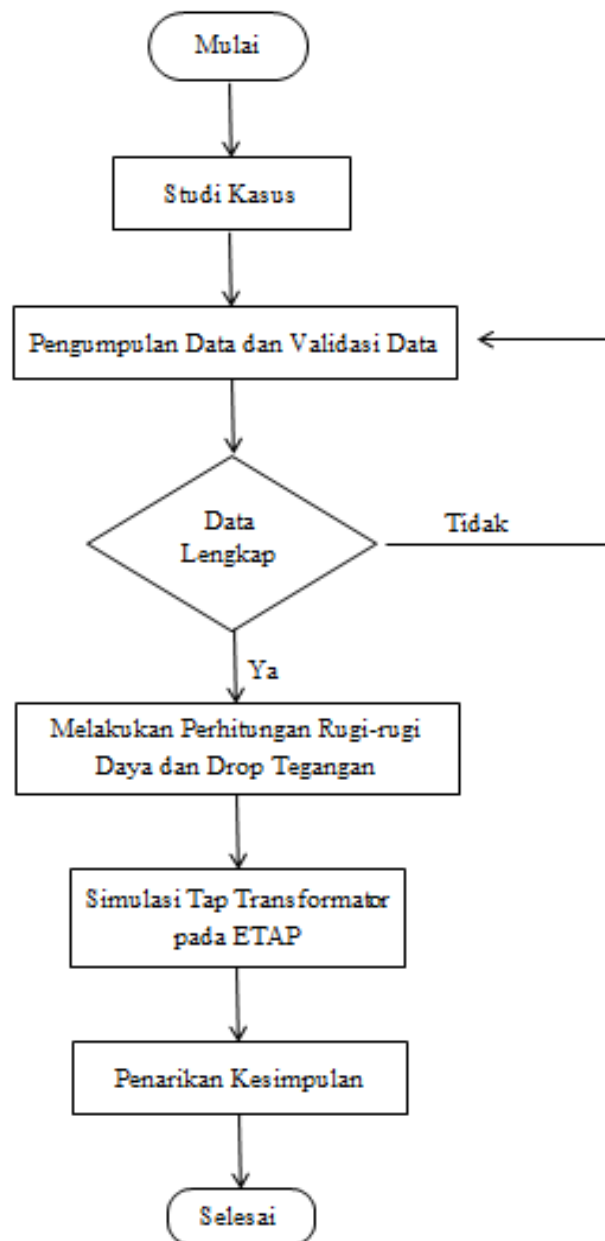 Mulai
Studi Kasus
Pengumpulan Data dan Validasi Data
Data
Lengkap
Tidak
Ya
Melakukan Perhitungan Rugi-rugi
Daya dan Drop Tegangan
Simulasi Tap Transformator
pada ETAP
Penarikan Kesimpulan
Selesai